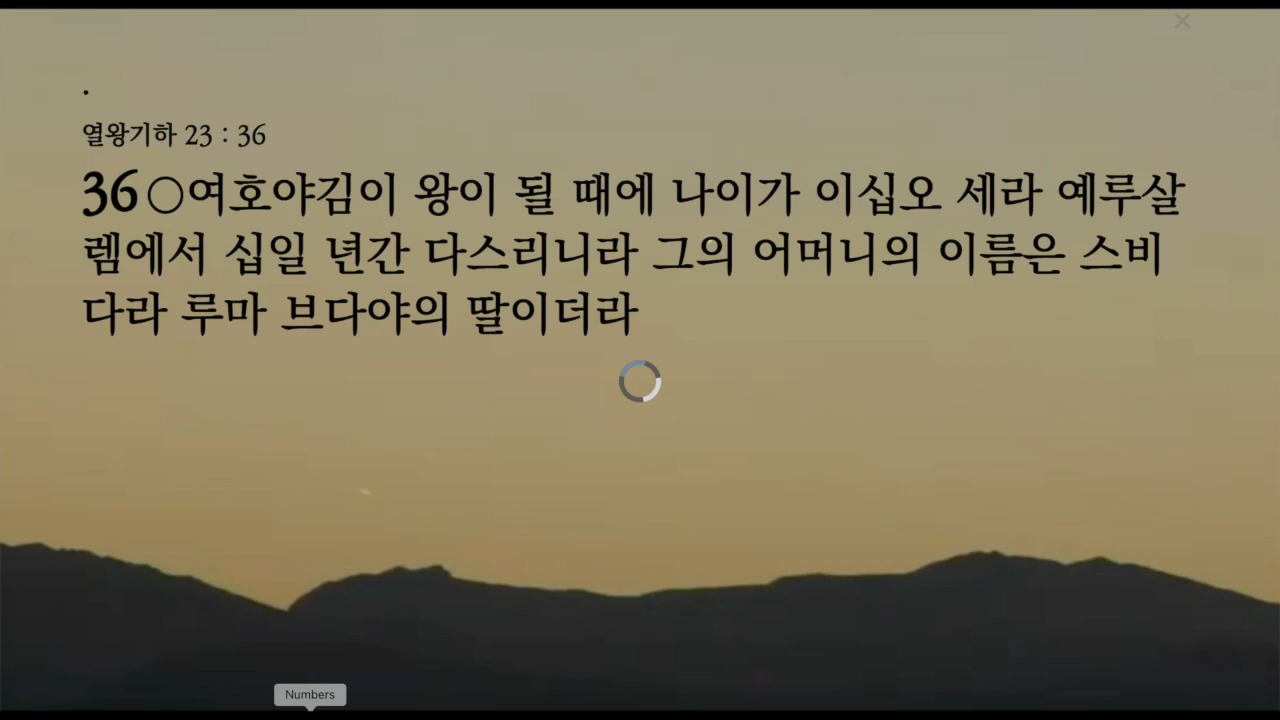 .
열왕기하 23 : 36
36○여호야김이 왕이 될 때에 나이가 이십오 세라 예루살
렘에서 십일 년간 다스리니라 그의 어머니의 이름은 스비
다라 루마 브다야의 딸이더라
Numbers